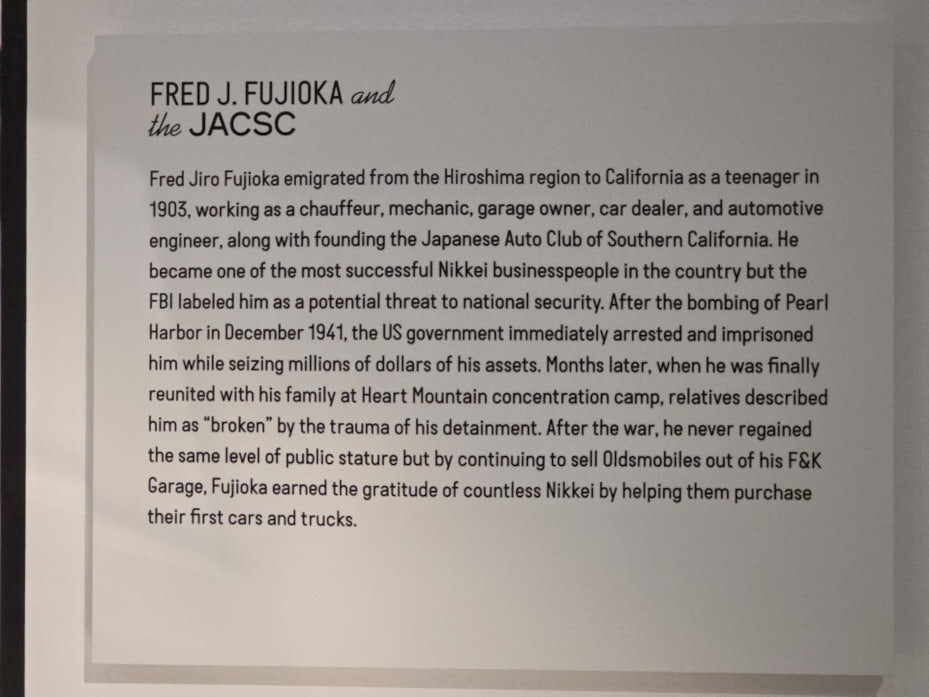 FRED J. FUJIOKA and
the JACSC
Fred Jiro Fujioka emigrated from the Hiroshima region to California as a teenager in
1903, working as a chauffeur, mechanic, garage owner, car dealer, and automotive
engineer, along with founding the Japanese Auto Club of Southern California. He
became one of the most successful Nikkei businesspeople in the country but the
FBI labeled him as a potential threat to national security. After the bombing of Pearl
Harbor in December 1941, the US government immediately arrested and imprisoned
him while seizing millions of dollars of his assets. Months later, when he was finally
reunited with his family at Heart Mountain concentration camp, relatives described
him as “broken” by the trauma of his detainment. After the war, he never regained
the same level of public stature but by continuing to sell Oldsmobiles out of his F&K
Garage, Fujioka earned the gratitude of countless Nikkei by helping them purchase
their first cars and trucks.